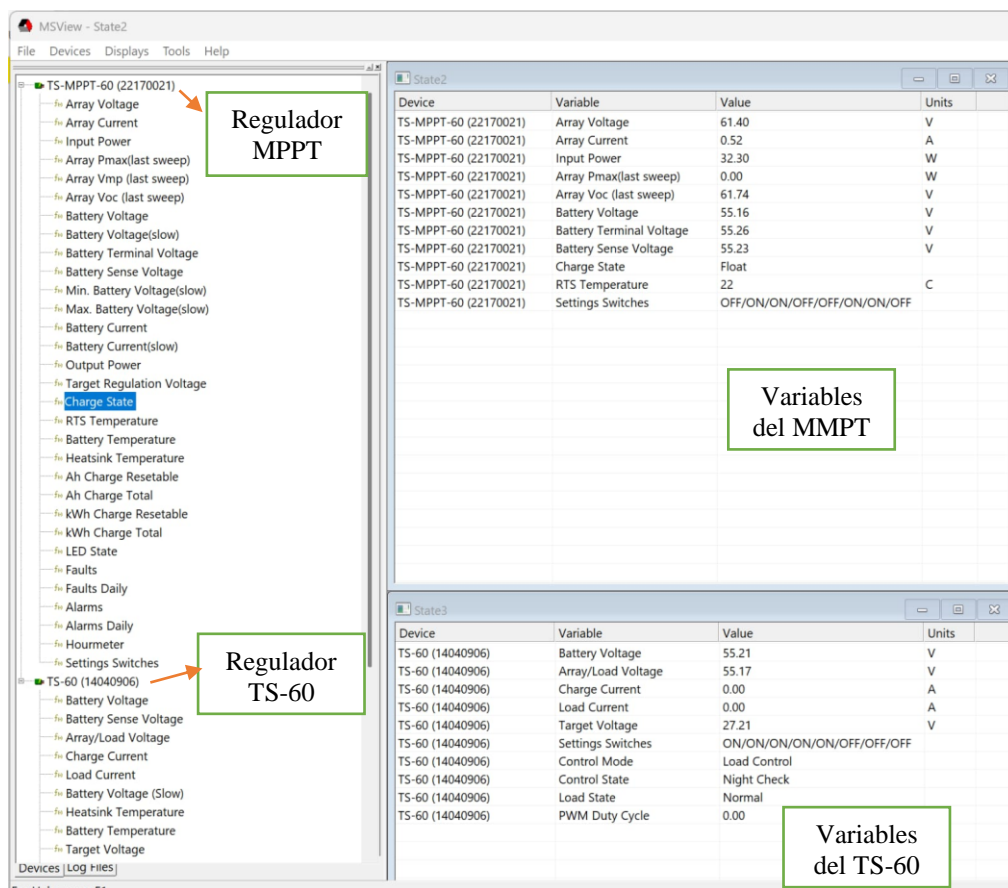 MSView - State2
File Devices Displays Tools Help
TS-MPPT-60 (22170021)
Array Voltage
Array Current
Input Power
Array Pmax(last sweep)
Array Vmp (last sweep)
Array Voc (last sweep)
Battery Voltage
Battery Voltage(slow)
Battery Terminal Voltage
Battery Sense Voltage
Min. Battery Voltage(slow)
Max. Battery Voltage(slow)
Battery Current
Battery Current(slow)
Output Power
Target Regulation Voltage
Charge State
RTS Temperature
Battery Temperature
Heatsink Temperature
Ah Charge Resetable
Ah Charge Total
kWh Charge Resetable
kWh Charge Total
LED State
Faults
Faults Daily
Alarms
Alarms Daily
Hourmeter
Settings Switches
TS-60 (14040906)
Battery Voltage
Battery Sense Voltage
Array/Load Voltage
Charge Current
Load Current
Battery Voltage (Slow)
Heatsink Temperature
Battery Temperature
Target Voltage
Devices Log Files
Regulador
MPPT
Regulador
TS-60
State2
Device Variable Value Units
TS-MPPT-60 (22170021) Array Voltage 61.40 V
TS-MPPT-60 (22170021) Array Current 0.52 A
TS-MPPT-60 (22170021) Input Power 32.30 W
TS-MPPT-60 (22170021) Array Pmax(last sweep) 0.00 W
TS-MPPT-60 (22170021) Array Voc (last sweep) 61.74 V
TS-MPPT-60 (22170021) Battery Voltage 55.16 V
TS-MPPT-60 (22170021) Battery Terminal Voltage 55.26 V
TS-MPPT-60 (22170021) Battery Sense Voltage 55.23 V
TS-MPPT-60 (22170021) Charge State Float
TS-MPPT-60 (22170021) RTS Temperature 22 C
TS-MPPT-60 (22170021) Settings Switches OFF/ON/ON/OFF/OFF/ON/ON/OFF
Variables
del MMPT
State3
Device Variable Value Units
TS-60 (14040906) Battery Voltage 55.21 V
TS-60 (14040906) Array/Load Voltage 55.17 V
TS-60 (14040906) Charge Current 0.00 A
TS-60 (14040906) Load Current 0.00 A
TS-60 (14040906) Target Voltage 27.21 V
TS-60 (14040906) Settings Switches ON/ON/ON/ON/OFF/OFF/OFF
TS-60 (14040906) Control Mode Load Control
TS-60 (14040906) Control State Night Check
TS-60 (14040906) Load State Normal
TS-60 (14040906) PWM Duty Cycle 0.00
Variables
del TS-60